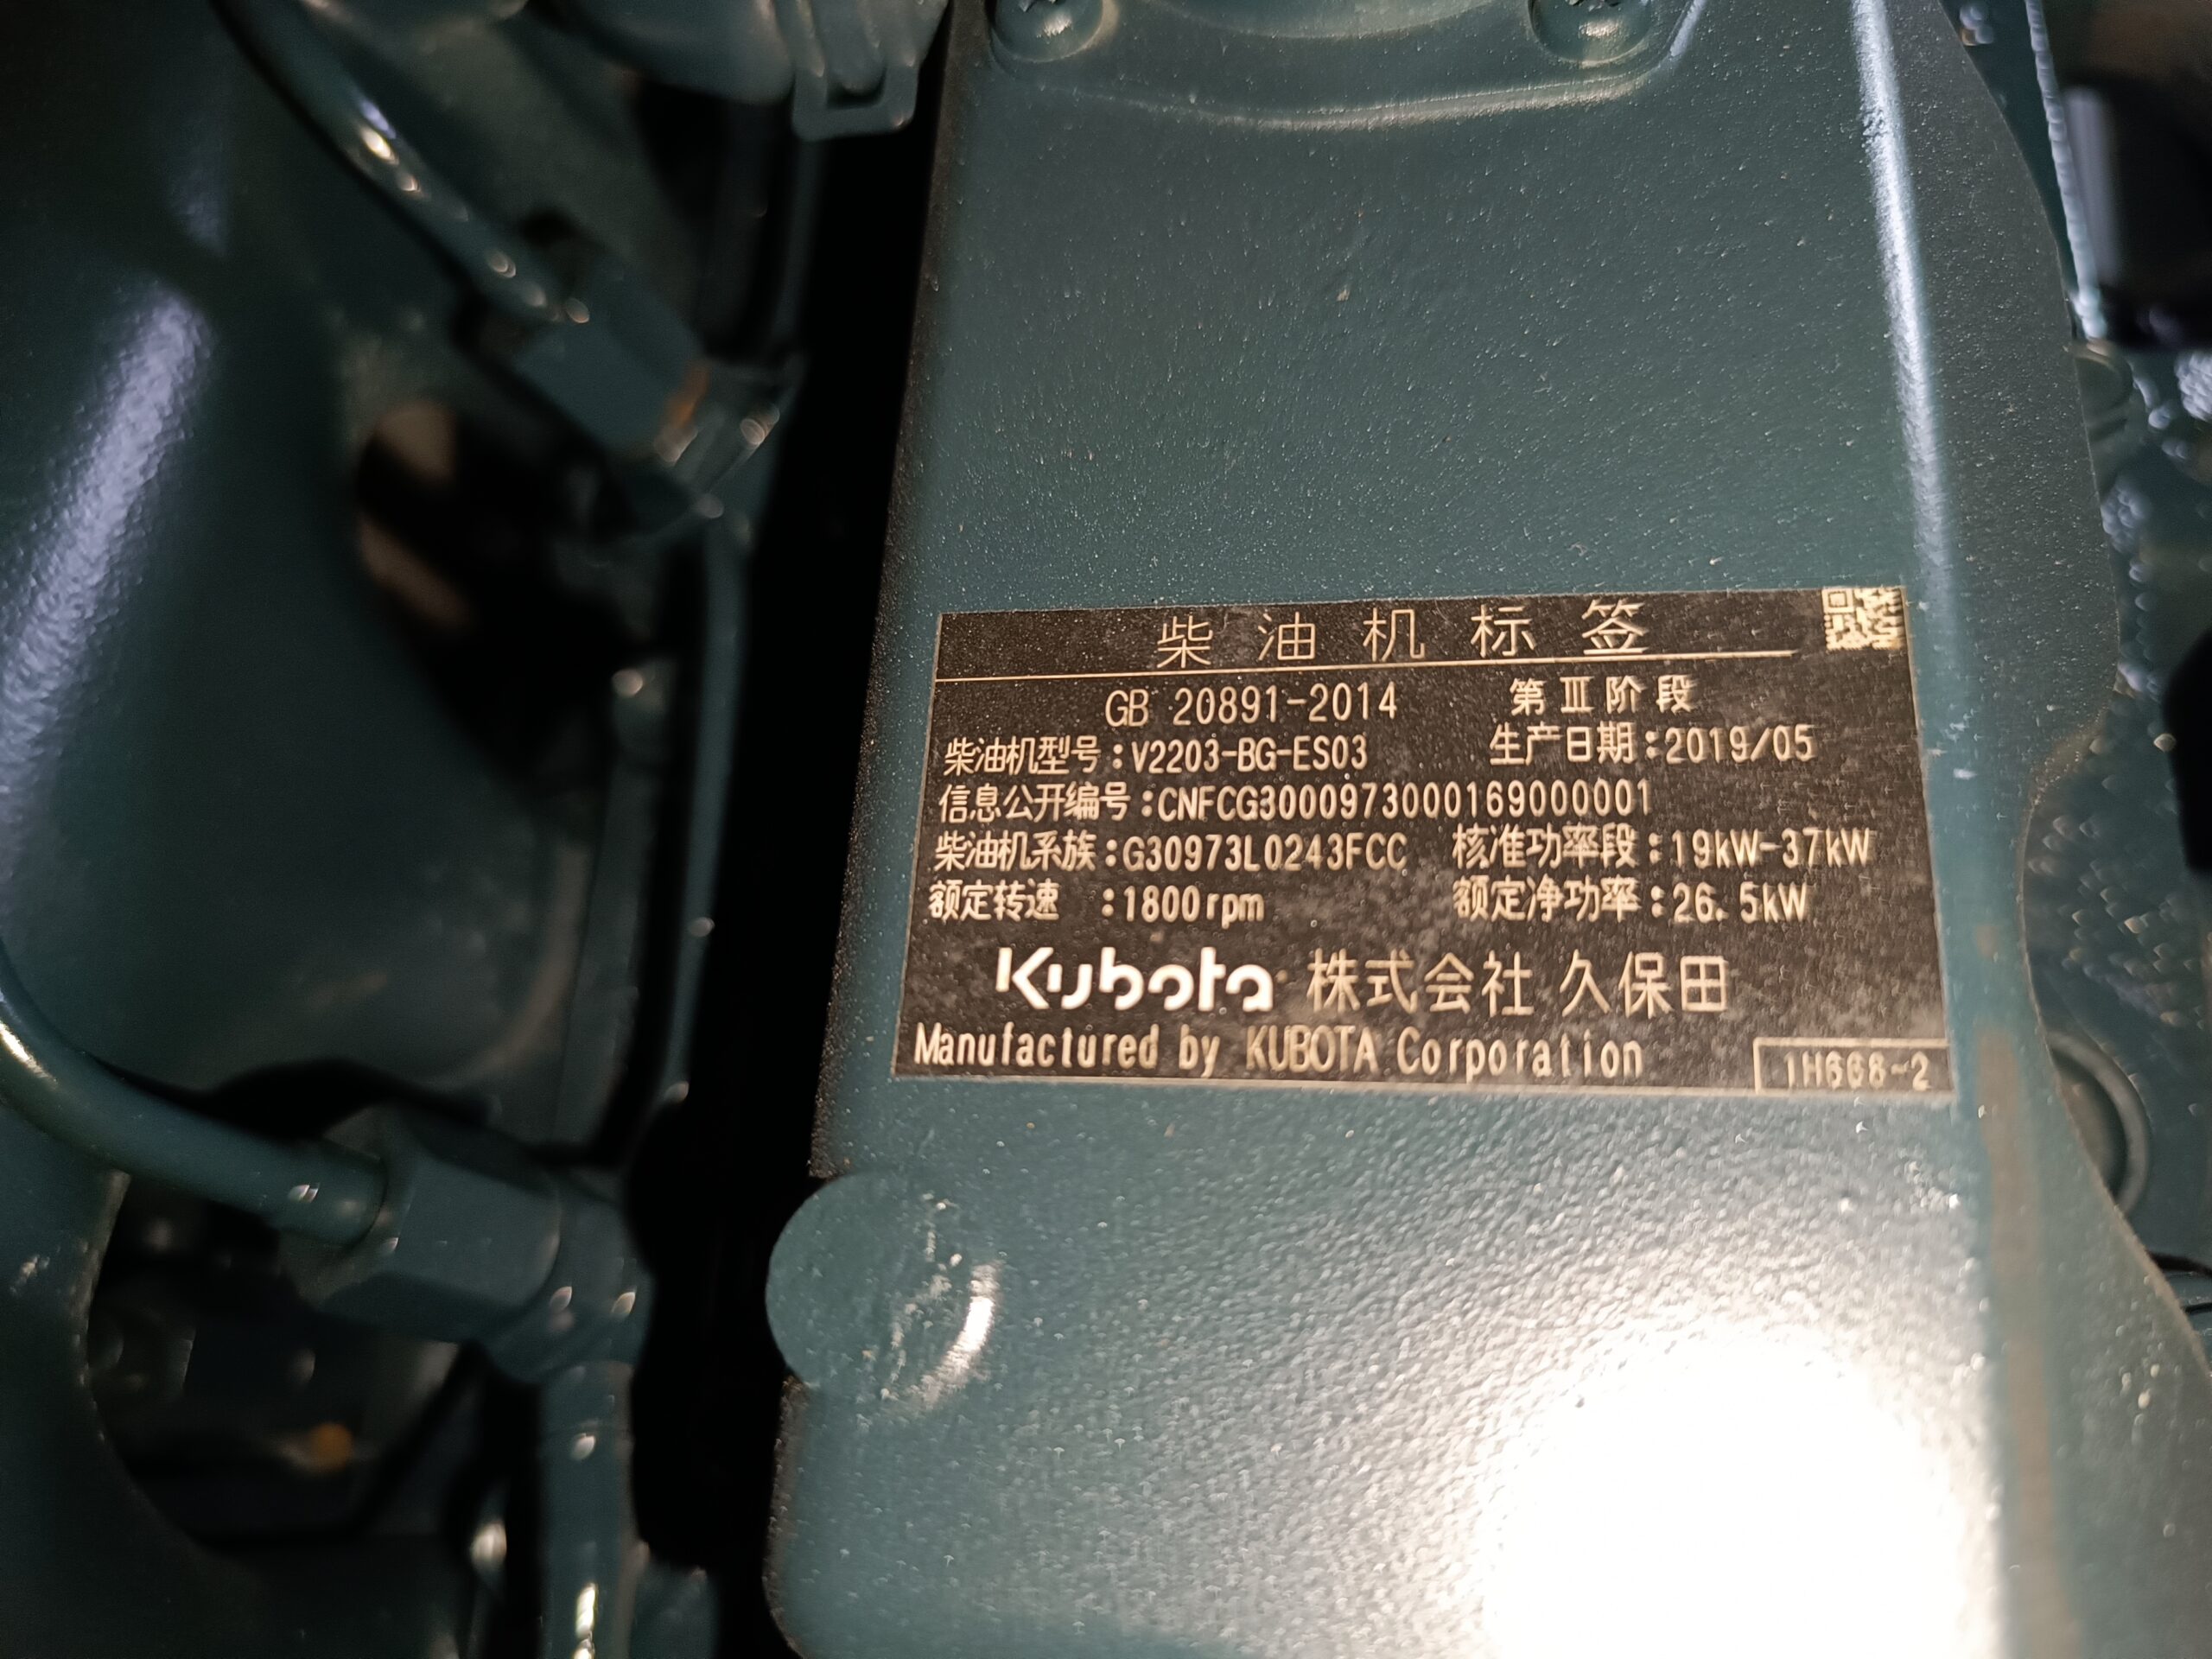 柴油机标签
GB 20891-2014 第Ⅲ阶段
柴油机型号:V2203-BG-ES03 生产日期:2019/05
信息公开编号:CNFCG3000973000169000001
柴油机系族:G30973L0243FCC 核准功率段:19kW-37kW
额定转速 :1800rpm 额定净功率:26.5kW
Kubota 株式会社 久保田
Manufactured by KUBOTA Corporation
1H668-2